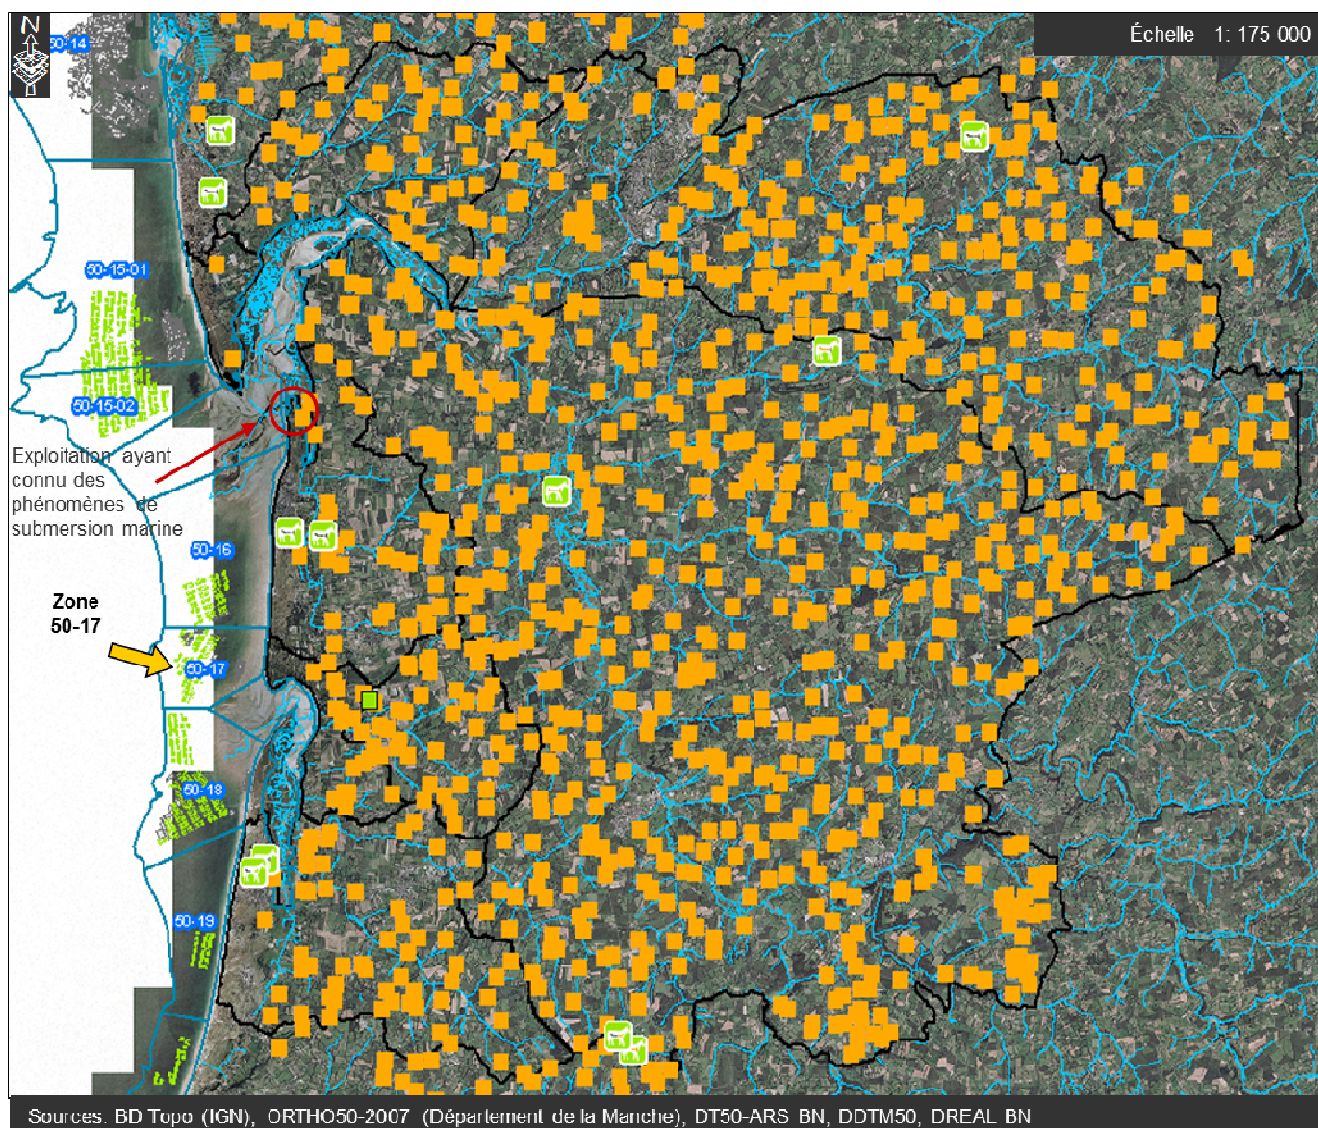 N
50-14
Échelle 1: 175 000
50-15-01
50-15-02
Exploitation ayant
connu des
phénomènes de
submersion marine
50-16
Zone
50-17
50-17
50-18
50-19
Sources. BD Topo (IGN), ORTHO50-2007 (Département de la Manche), DT50-ARS BN, DDTM50, DREAL BN